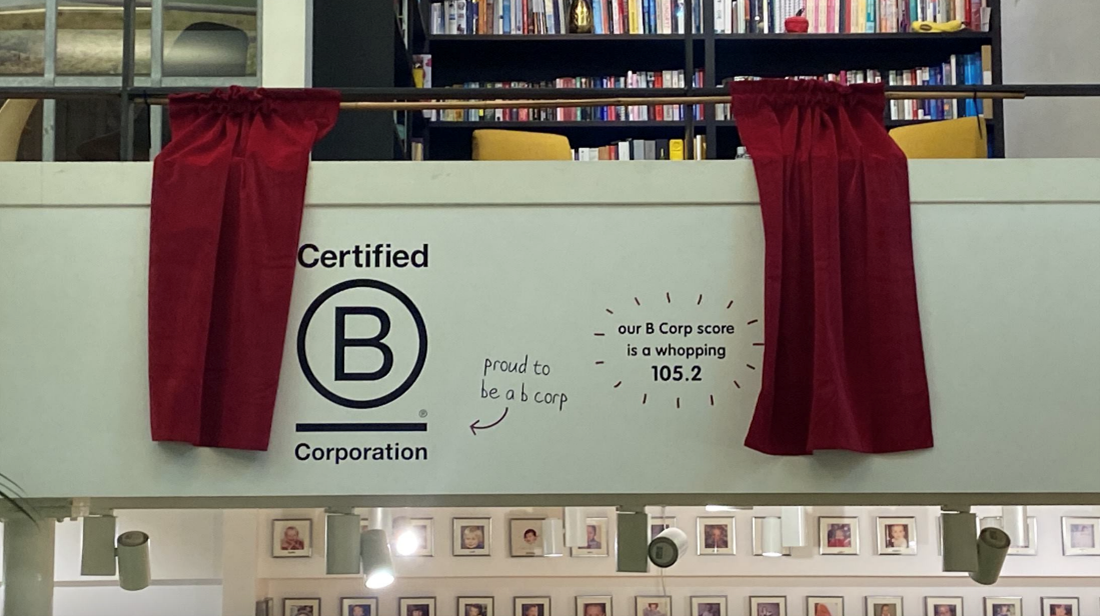 Certified
B
®
Corporation
proud to
be a b corp
our B Corp score
is a whopping
105.2